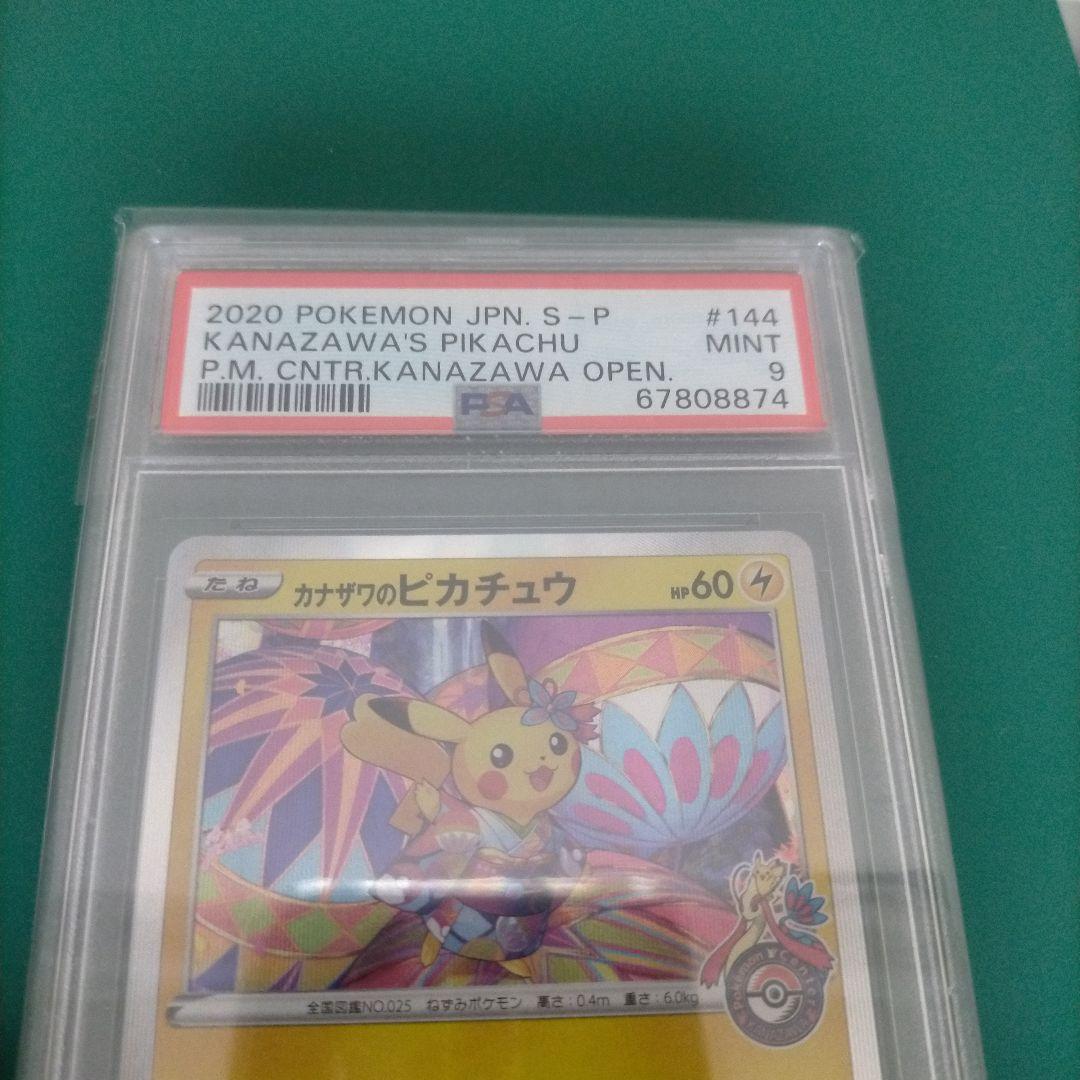 2020 POKEMON JPN. S-P #144
KANAZAWA'S PIKACHU MINT
P.M. CNTR.KANAZAWA OPEN. 9
PSA 67808874
たね カナザワのピカチュウ HP60
Pokémon Center
全国図鑑NO.025 ねずみポケモン 高さ:0.4m 重さ:6.0kg